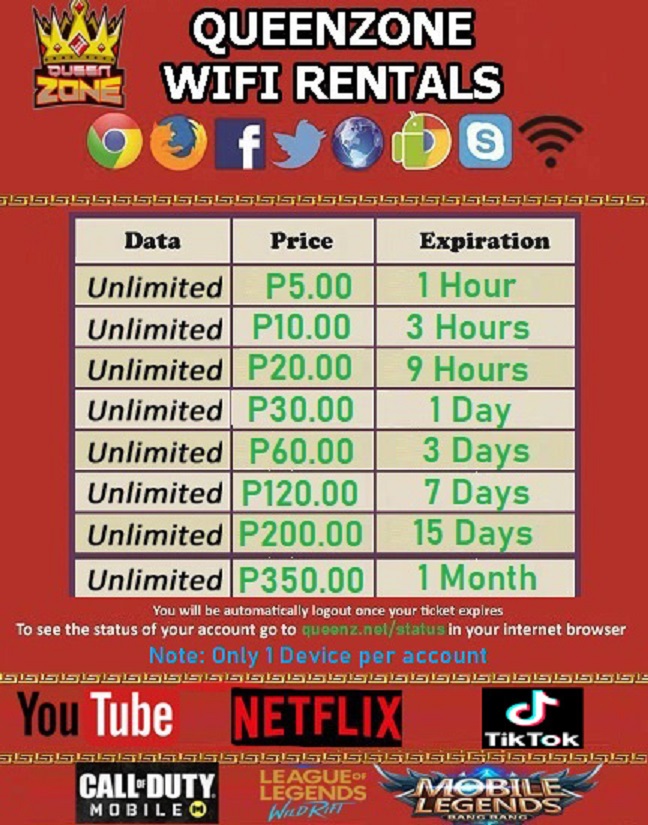 QUEENZONE
WIFI RENTALS
QUEEN
ZONE
f
S
Data Price Expiration
Unlimited P5.00 1 Hour
Unlimited P10.00 3 Hours
Unlimited P20.00 9 Hours
Unlimited P30.00 1 Day
Unlimited P60.00 3 Days
Unlimited P120.00 7 Days
Unlimited P200.00 15 Days
Unlimited P350.00 1 Month
You will be automatically logout once your ticket expires
To see the status of your account go to queenz.net/status in your internet browser
Note: Only 1 Device per account
YouTube NETFLIX TikTok
CALL OF DUTY MOBILE
LEAGUE OF LEGENDS WILD RIFT
MOBILE LEGENDS BANG BANG